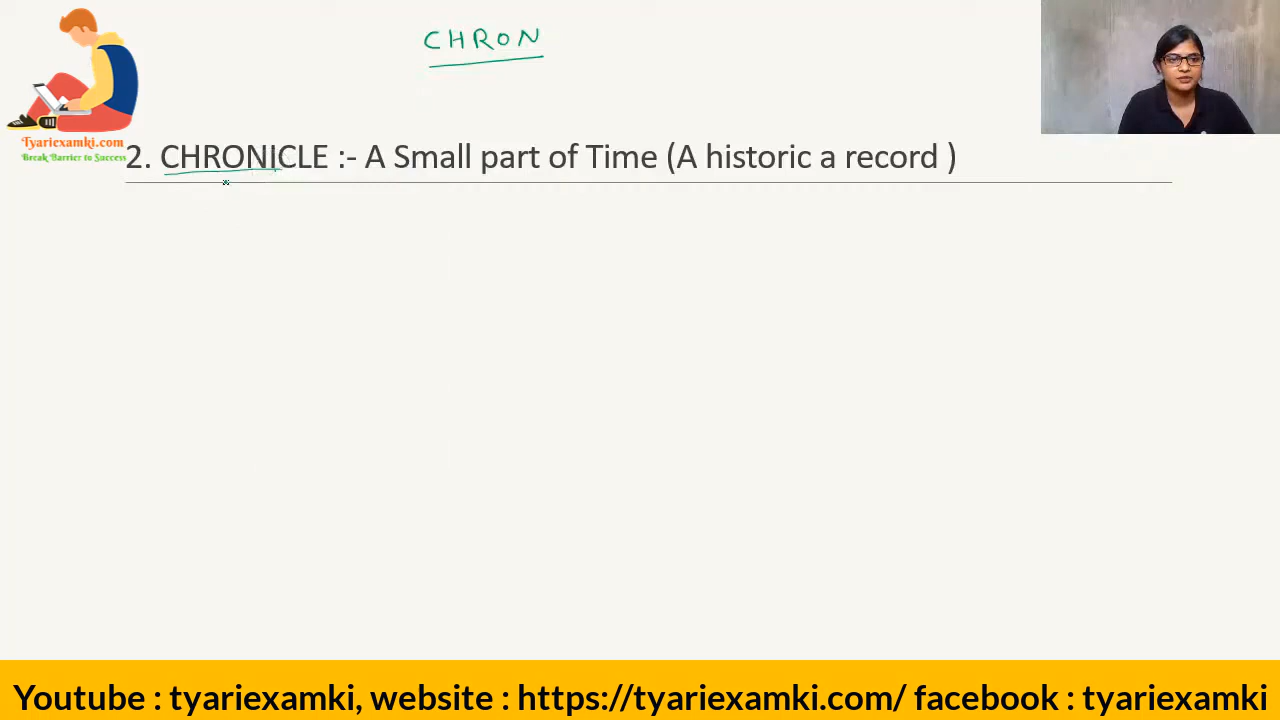 CHRON
Tyariexamki.com
Break Barrier to Success
2. CHRONICLE :- A Small part of Time (A historic a record )
Youtube : tyariexamki, website : https://tyariexamki.com/ facebook : tyariexamki